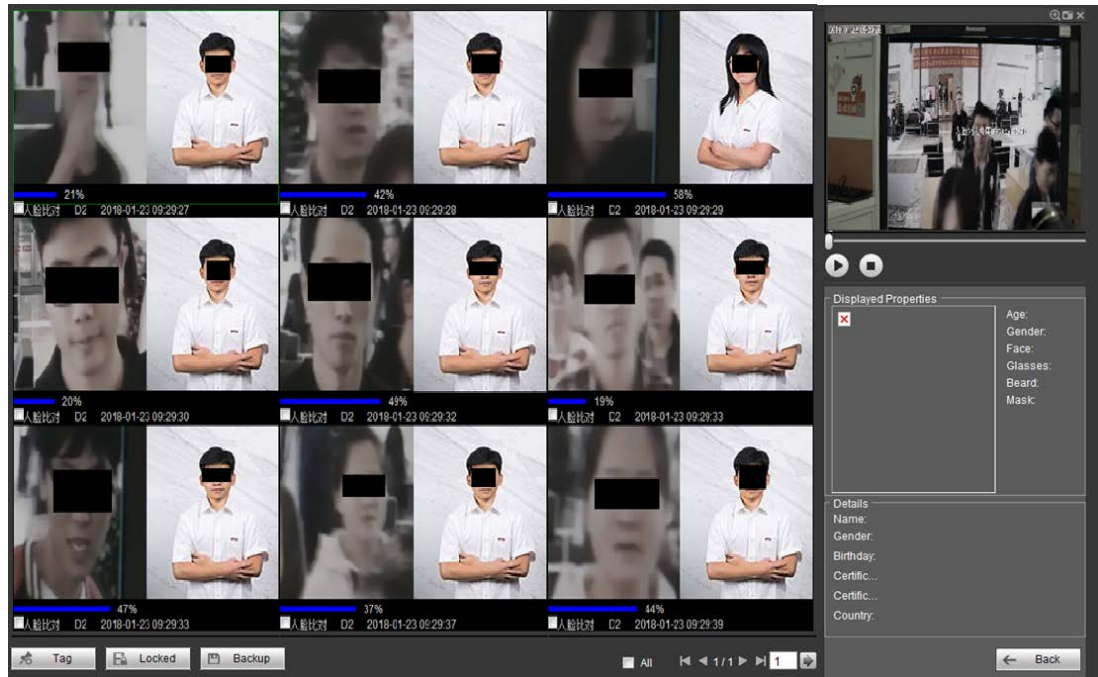 21%
人脸比对 D2 2018-01-23 09:29:27
42%
人脸比对 D2 2018-01-23 09:29:28
58%
人脸比对 D2 2018-01-23 09:29:29
20%
人脸比对 D2 2018-01-23 09:29:30
49%
人脸比对 D2 2018-01-23 09:29:32
19%
人脸比对 D2 2018-01-23 09:29:33
47%
人脸比对 D2 2018-01-23 09:29:33
37%
人脸比对 D2 2018-01-23 09:29:37
44%
人脸比对 D2 2018-01-23 09:29:39
Tag
Locked
Backup
All
1/1
1
lenovo
Displayed Properties
Age:
Gender:
Face:
Glasses:
Beard:
Mask:
Details
Name:
Gender:
Birthday:
Certific...
Certific...
Country:
Back